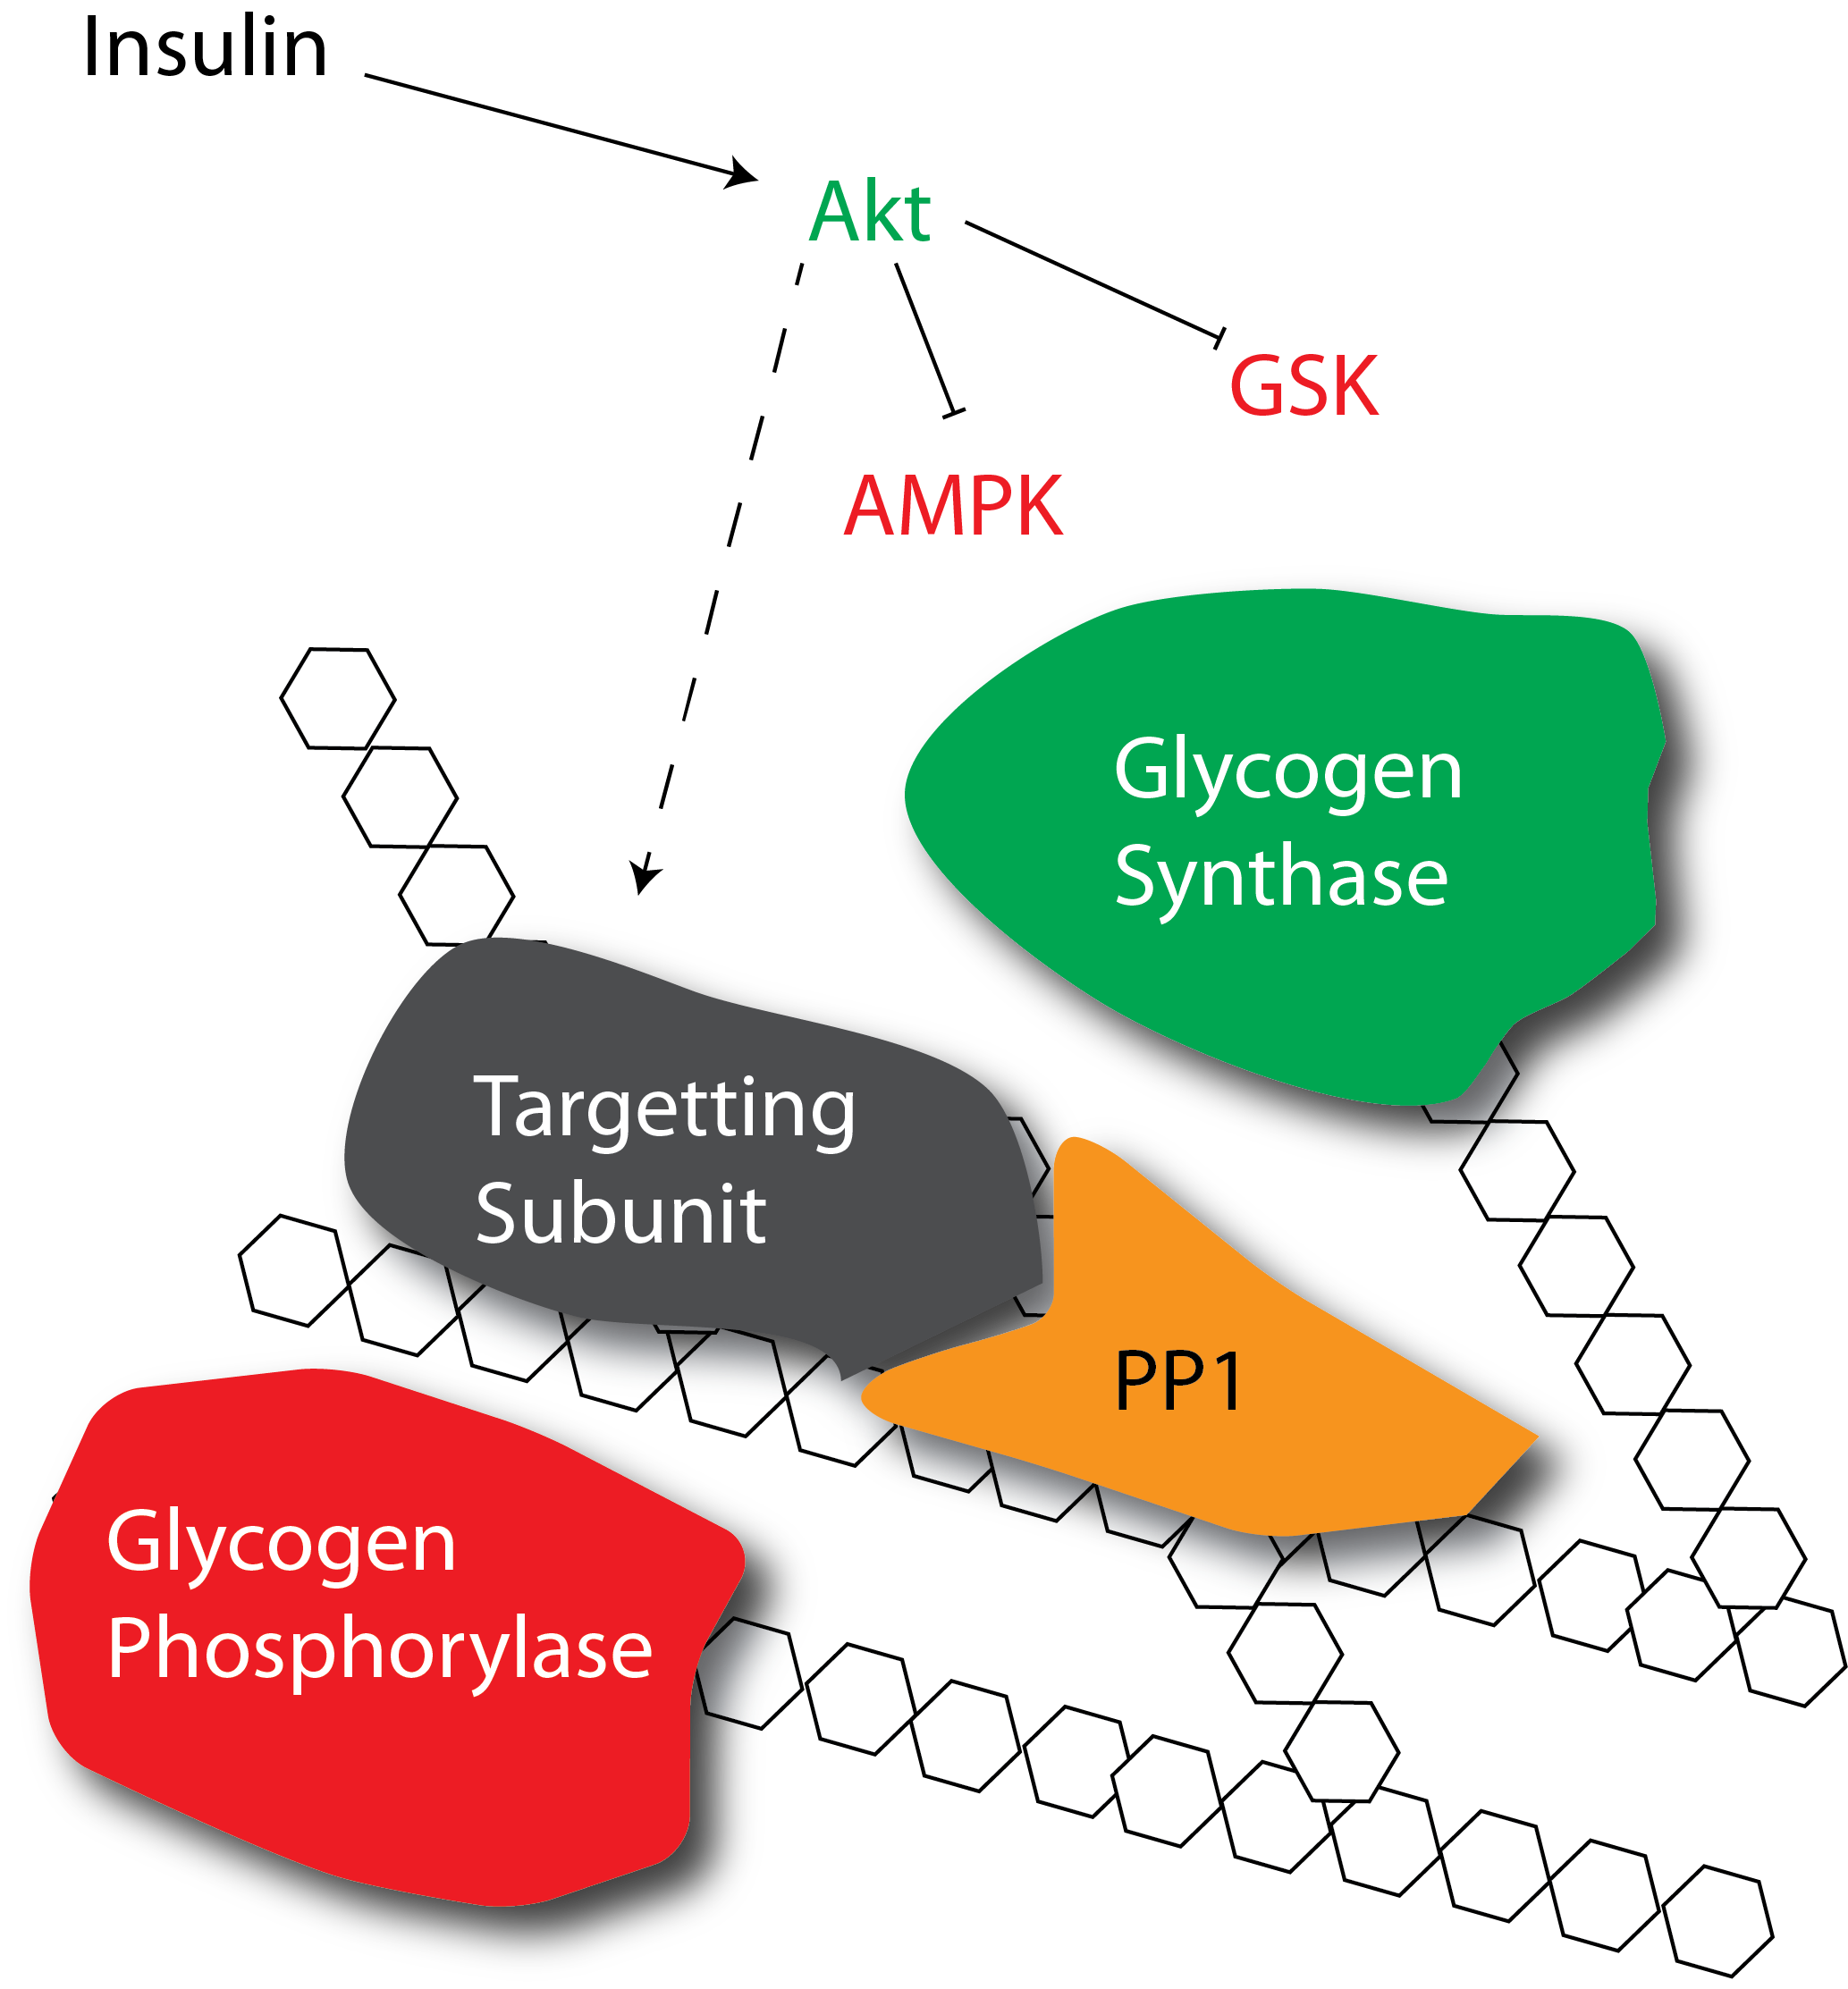 Insulin
Akt
GSK
AMPK
Glycogen
Synthase
Targetting
Subunit
PP1
Glycogen
Phosphorylase